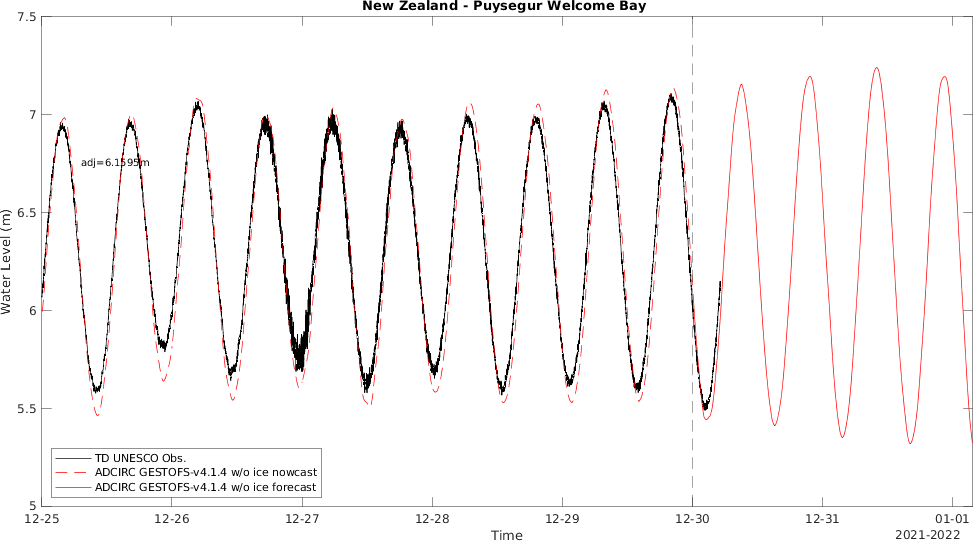 New Zealand - Puysegur Welcome Bay
7.5
7
6.5
6
5.5
5
Water Level (m)
adj=6.1595m
TD UNESCO Obs.
ADCIRC GESTOFS-v4.1.4 w/o ice nowcast
ADCIRC GESTOFS-v4.1.4 w/o ice forecast
12-25 12-26 12-27 12-28 12-29 12-30 12-31 01-01
Time
2021-2022